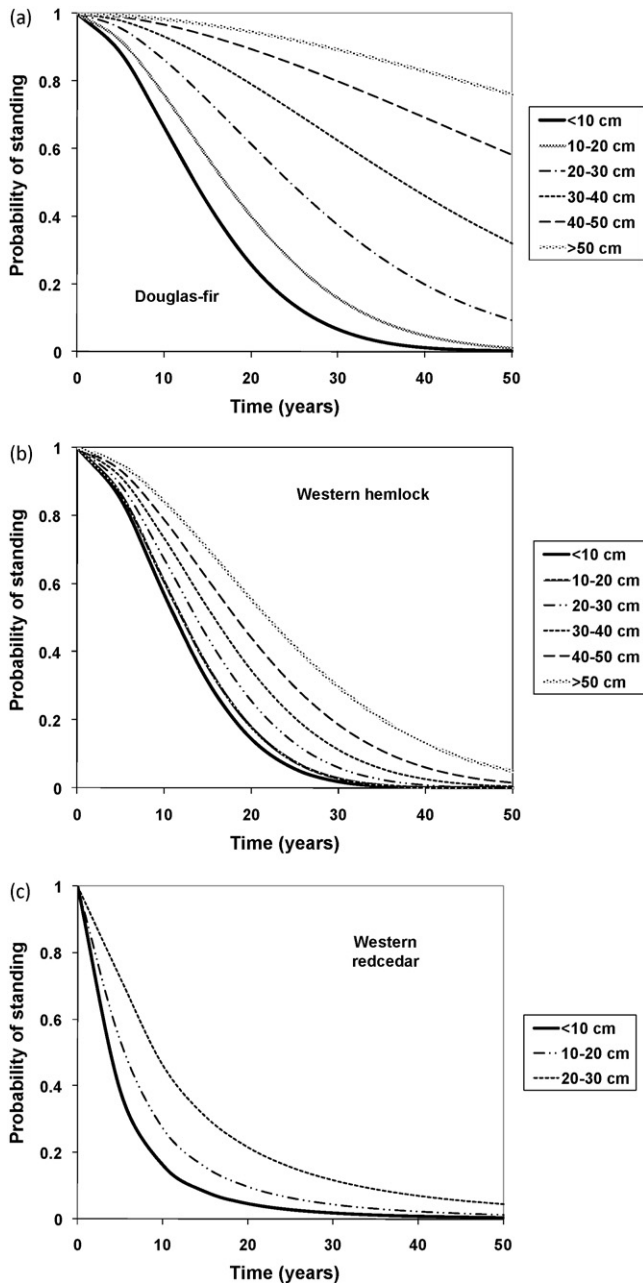 (a)
Probability of standing
1
0.8
0.6
0.4
0.2
0
Douglas-fir
0 10 20 30 40 50
Time (years)
<10 cm
10-20 cm
20-30 cm
30-40 cm
40-50 cm
>50 cm
(b)
Probability of standing
1
0.8
0.6
0.4
0.2
0
Western hemlock
0 10 20 30 40 50
Time (years)
<10 cm
10-20 cm
20-30 cm
30-40 cm
40-50 cm
>50 cm
(c)
Probability of standing
1
0.8
0.6
0.4
0.2
0
Western
redcedar
0 10 20 30 40 50
Time (years)
<10 cm
10-20 cm
20-30 cm